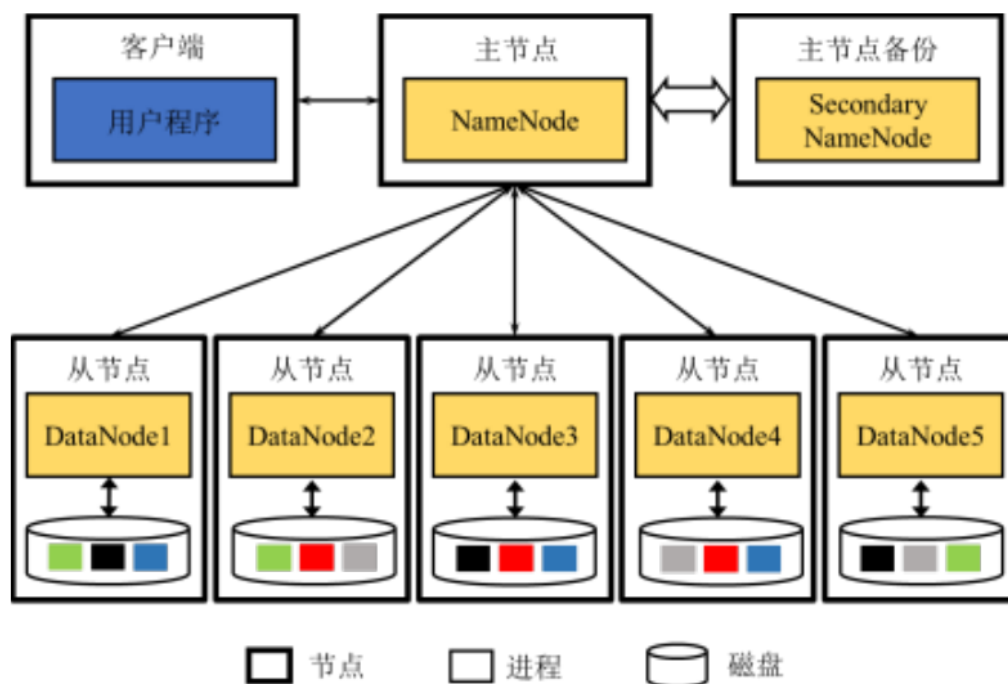 客户端
主节点
主节点备份
用户程序
NameNode
Secondary
NameNode
从节点
从节点
从节点
从节点
从节点
DataNode1
DataNode2
DataNode3
DataNode4
DataNode5
节点
进程
磁盘